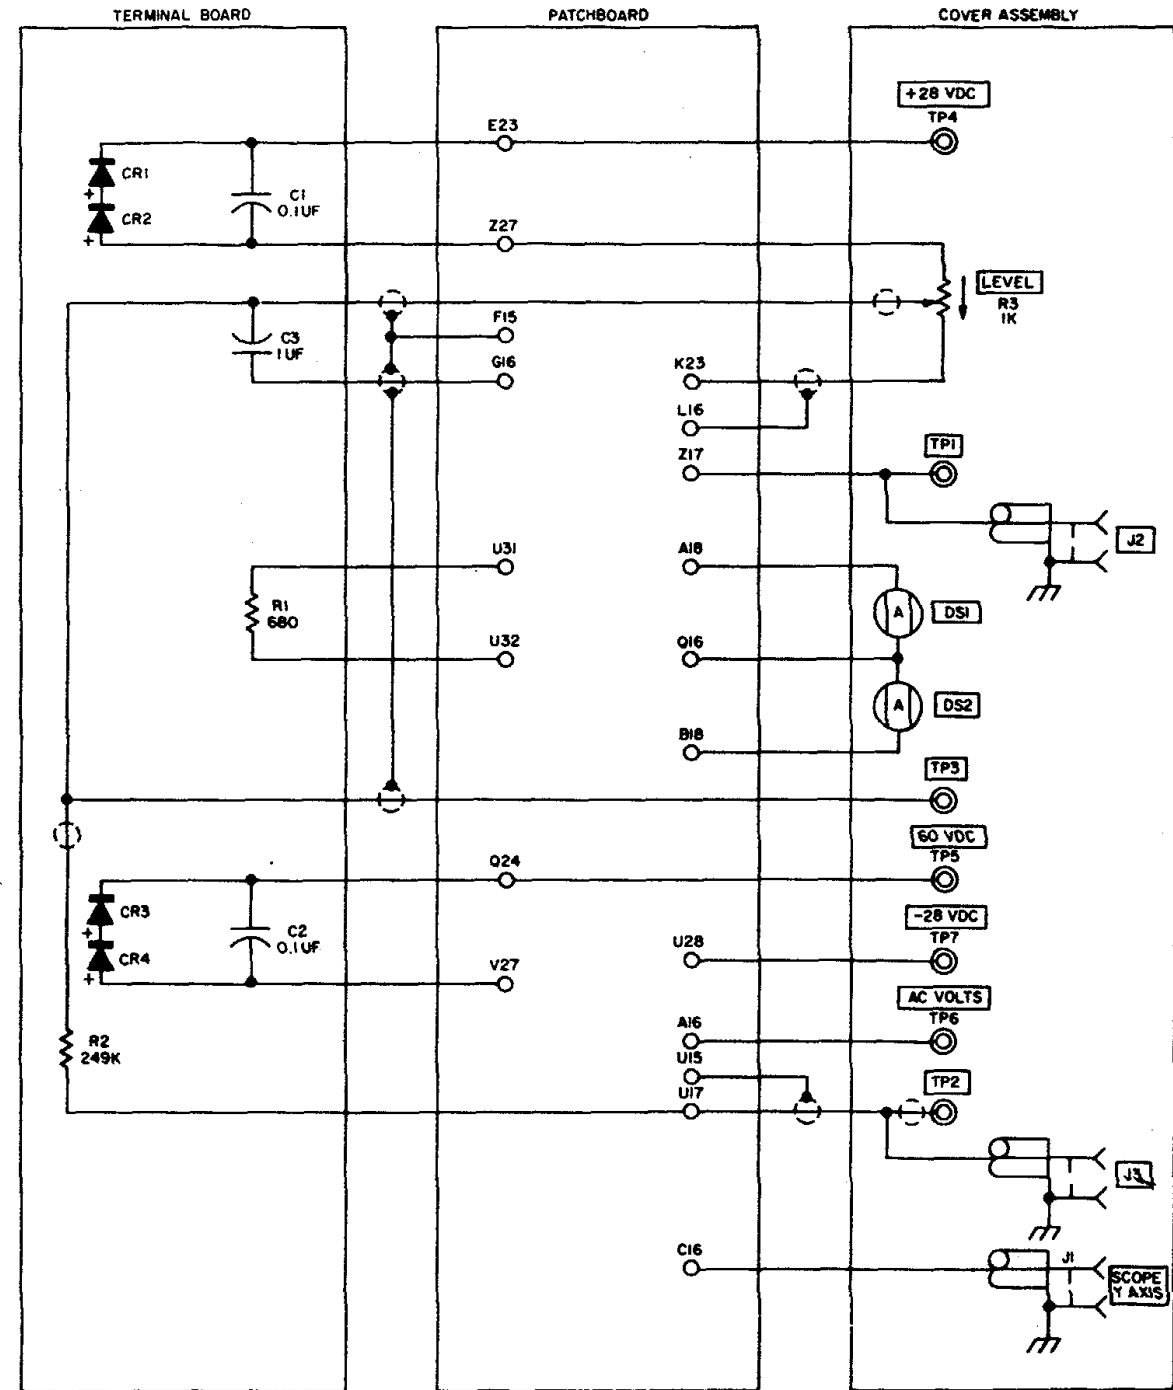 TERMINAL BOARD
PATCHBOARD
COVER ASSEMBLY
+28 VDC
TP4
E23
CR1
+
C1
0.1UF
CR2
+
Z27
LEVEL
R3
1K
F15
C3
1UF
G16
K23
L16
TP1
Z17
J2
U31
A18
R1
680
A
DS1
U32
Q16
A
DS2
B18
TP3
60 VDC
TP5
Q24
CR3
+
C2
0.1UF
CR4
+
-28 VDC
TP7
U28
V27
AC VOLTS
TP6
A16
R2
249K
U15
TP2
U17
J3
C16
J1
SCOPE
Y AXIS